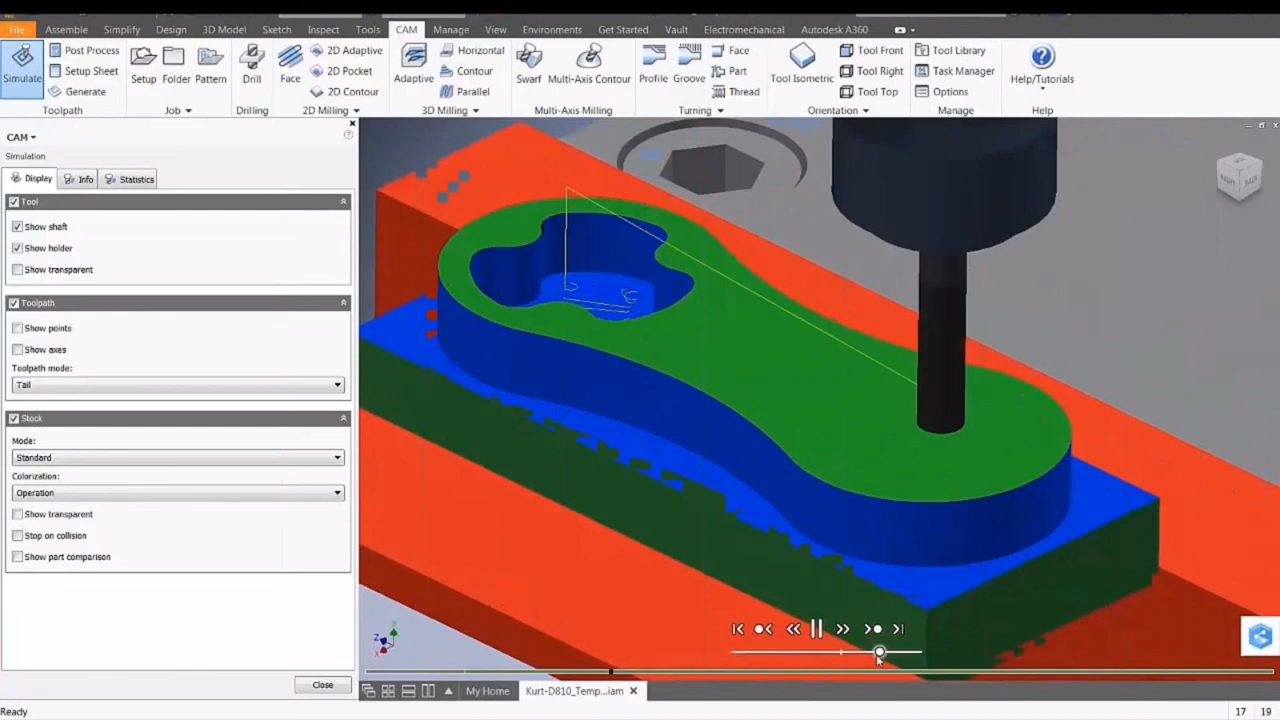 File Assemble Simplify Design 3D Model Sketch Inspect Tools CAM Manage View Environments Get Started Vault Electromechanical Autodesk A360
Post Process 2D Adaptive Horizontal Face Tool Front Tool Library
Simulate Setup Sheet Setup Folder Pattern Drill Face 2D Pocket Adaptive Contour Swarf Multi-Axis Contour Profile Groove Part Tool Isometric Tool Right Task Manager Help/Tutorials
Generate 2D Contour Parallel Thread Tool Top Options
Toolpath Job Drilling 2D Milling 3D Milling Multi-Axis Milling Turning Orientation Manage Help
CAM
Simulation
Display Info Statistics
Tool
Show shaft
Show holder
Show transparent
Toolpath
Show points
Show axes
Toolpath mode:
Tail
Stock
Mode:
Standard
Colorization:
Operation
Show transparent
Stop on collision
Show part comparison
Close
My Home Kurt-D810_Temp...iam
Ready 17 19